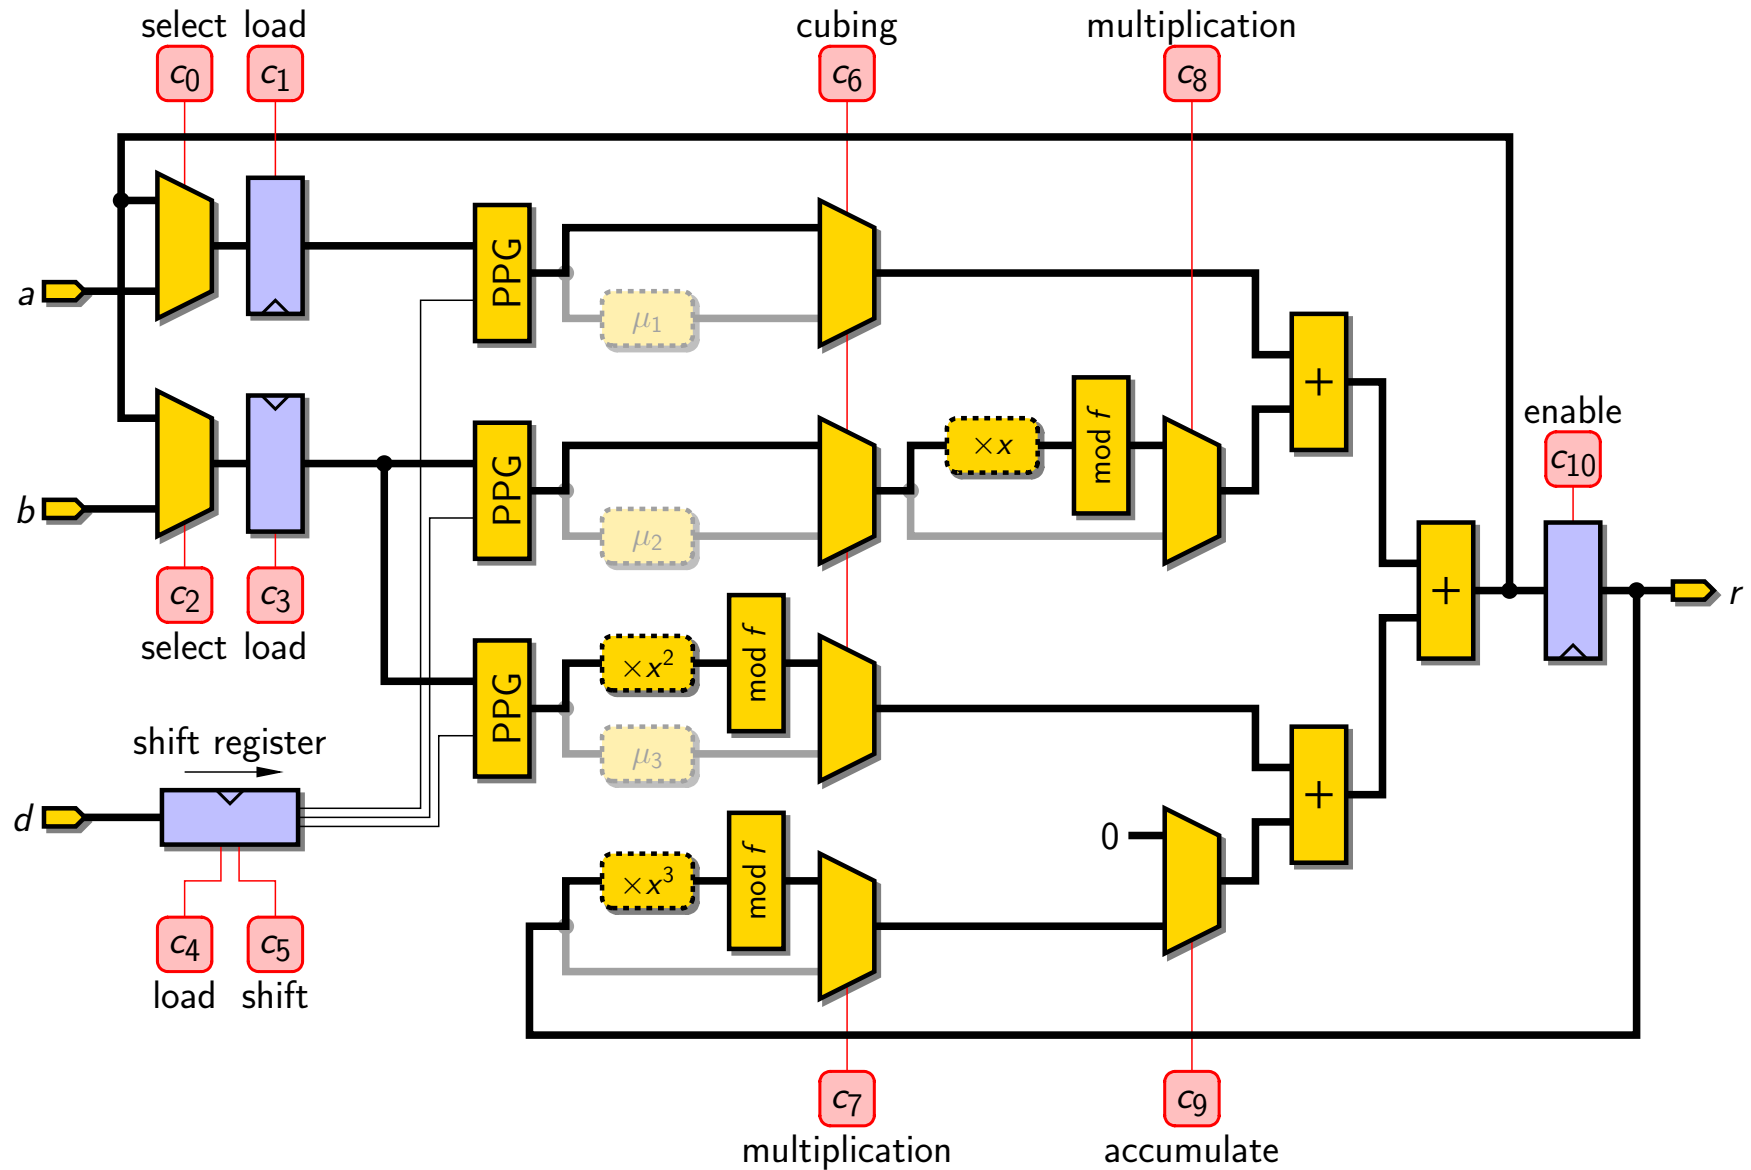 select load cubing multiplication
c0 c1 c6 c8
a
PPG
μ1
+
×x
mod f
enable
c10
b
PPG
μ2
c2 c3
select load
+
r
PPG
×x²
mod f
μ3
shift register
d
+
0
×x³
mod f
c4 c5
load shift
c7 c9
multiplication accumulate